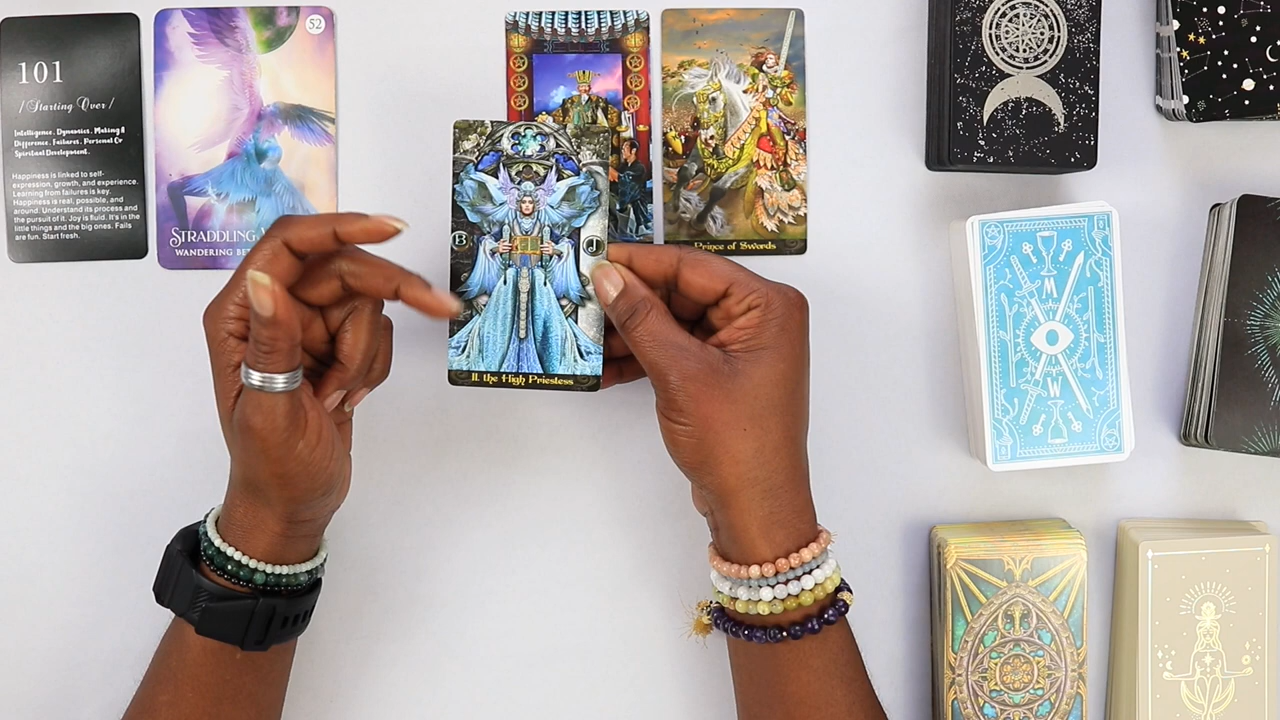 101
/Starting Over/
Intelligence, Dynamics, Making A
Difference, Failures, Personal Or
Spiritual Development.
Happiness is linked to self-
expression, growth, and experience.
Learning from failures is key.
Happiness is real, possible, and
around. Understand its process and
the pursuit of it. Joy is fluid. It's in the
little things and the big ones. Fails
are fun. Start fresh.
52
STRADDLING
WANDERING BE
B
J
II. the High Priestess
Prince of Swords
M
W